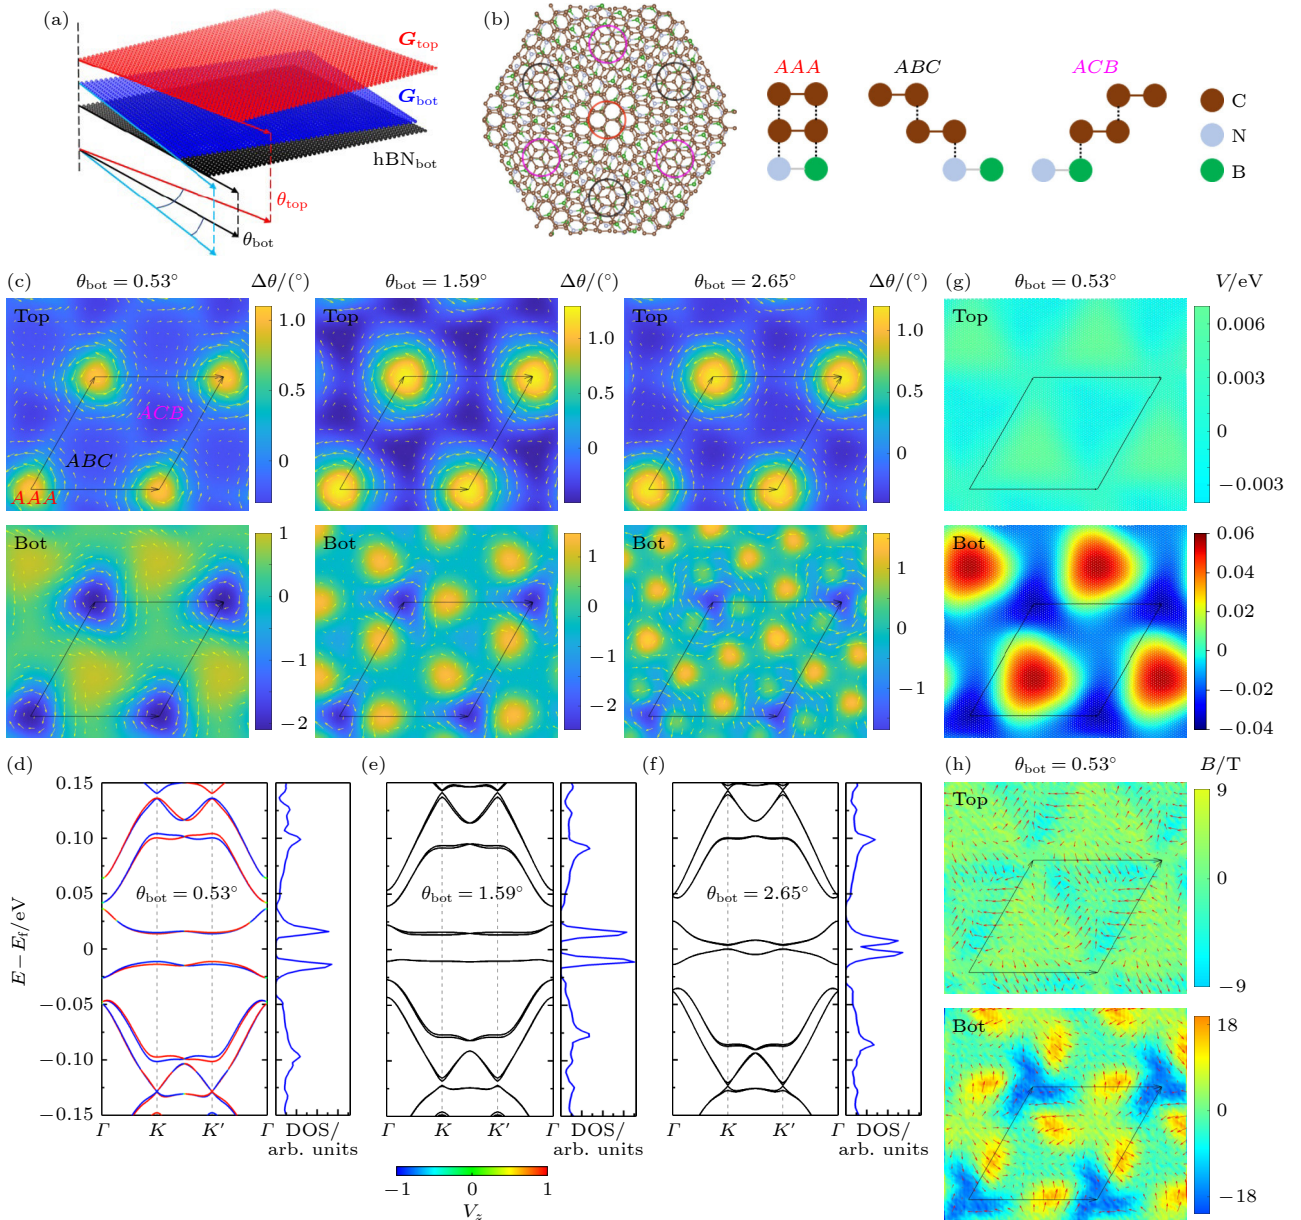 (a)
G_top
G_bot
hBN_bot
θ_top
θ_bot
(b)
AAA
ABC
ACB
C
N
B
(c)
θ_bot = 0.53°
Δθ/(°)
θ_bot = 1.59°
Δθ/(°)
θ_bot = 2.65°
Δθ/(°)
Top
ACB
ABC
AAA
1.0
0.5
0
Top
1.0
0.5
0
Top
1.0
0.5
0
Bot
1
0
−1
−2
Bot
1
0
−1
−2
Bot
1
0
−1
(g)
θ_bot = 0.53°
V/eV
Top
0.006
0.003
0
−0.003
Bot
0.06
0.04
0.02
0
−0.02
−0.04
(d)
E − E_f/eV
0.15
0.10
0.05
0
−0.05
−0.10
−0.15
θ_bot = 0.53°
Γ K K′ Γ
DOS/
arb. units
(e)
θ_bot = 1.59°
Γ K K′ Γ
DOS/
arb. units
(f)
θ_bot = 2.65°
Γ K K′ Γ
DOS/
arb. units
−1 0 1
V_z
(h)
θ_bot = 0.53°
B/T
Top
9
0
−9
Bot
18
0
−18